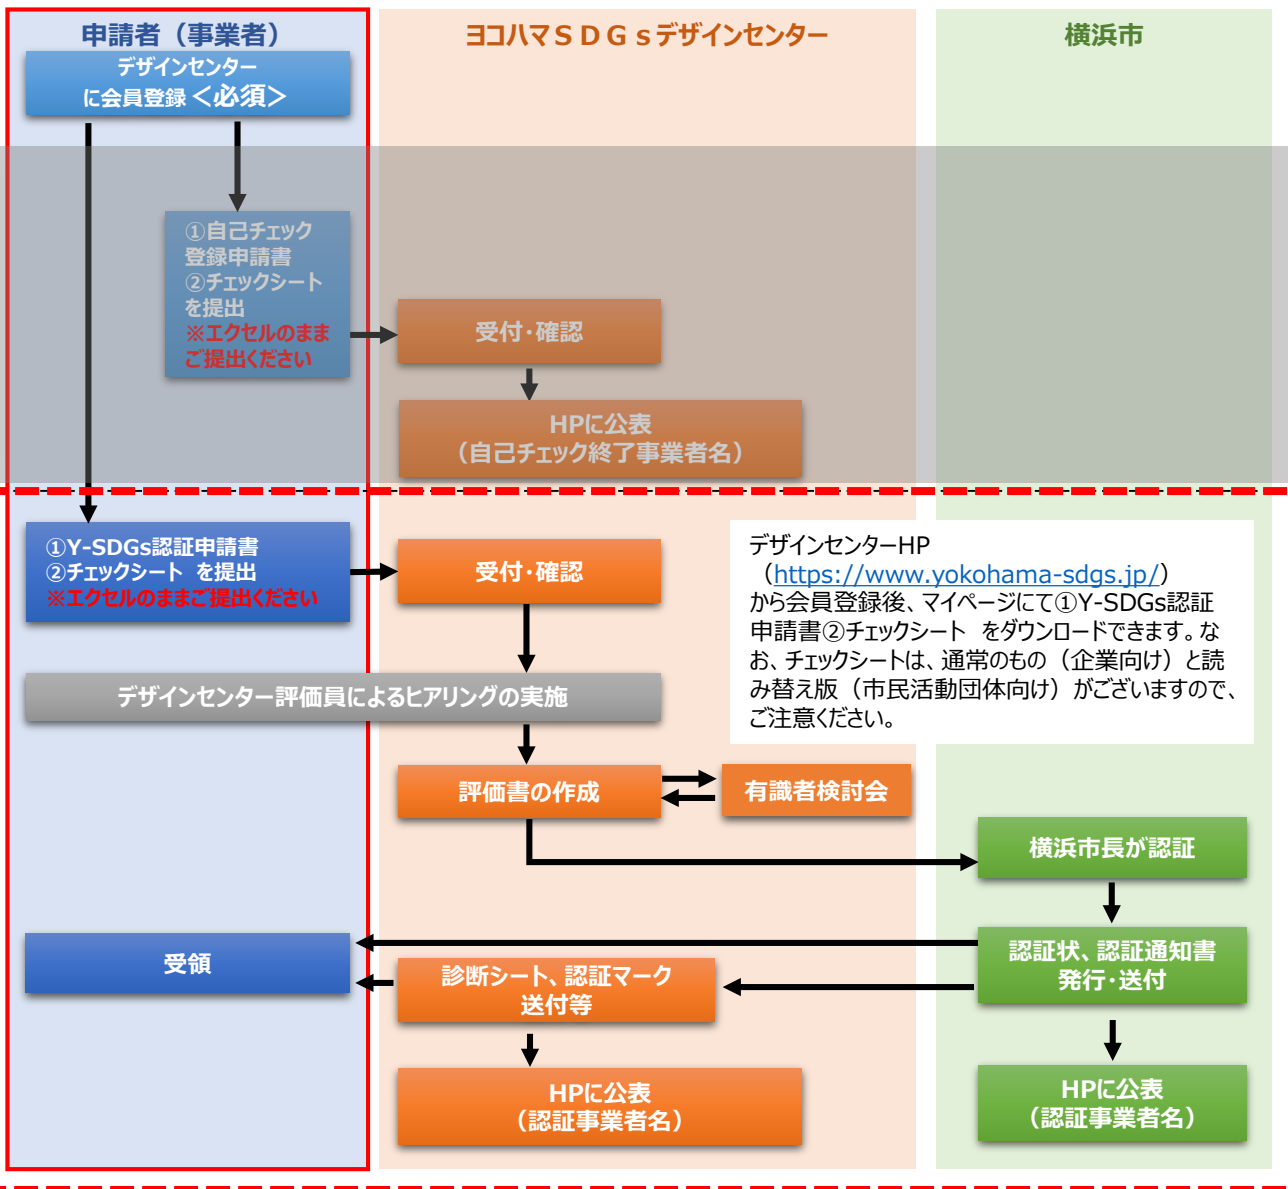 申請者（事業者）
ヨコハマＳＤＧｓデザインセンター
横浜市
デザインセンター
に会員登録＜必須＞
①自己チェック
登録申請書
②チェックシート
を提出
※エクセルのまま
ご提出ください
受付・確認
HPに公表
（自己チェック終了事業者名）
①Y-SDGs認証申請書
②チェックシート　を提出
※エクセルのままご提出ください
受付・確認
デザインセンターHP
（https://www.yokohama-sdgs.jp/）
から会員登録後、マイページにて①Y-SDGs認証
申請書②チェックシート　をダウンロードできます。な
お、チェックシートは、通常のもの（企業向け）と読
み替え版（市民活動団体向け）がございますので、
ご注意ください。
デザインセンター評価員によるヒアリングの実施
評価書の作成
有識者検討会
横浜市長が認証
認証状、認証通知書
発行・送付
受領
診断シート、認証マーク
送付等
HPに公表
（認証事業者名）
HPに公表
（認証事業者名）